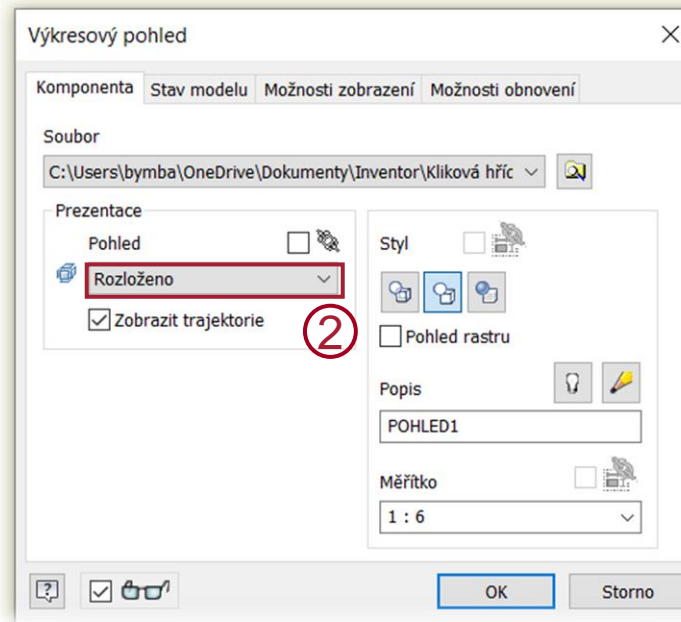 Výkresový pohled
Komponenta Stav modelu Možnosti zobrazení Možnosti obnovení
Soubor
C:\Users\bymba\OneDrive\Dokumenty\Inventor\Kliková hříc
Prezentace
Pohled
Rozloženo
Zobrazit trajektorie
2
Styl
Pohled rastru
Popis
POHLED1
Měřítko
1 : 6
?
OK Storno